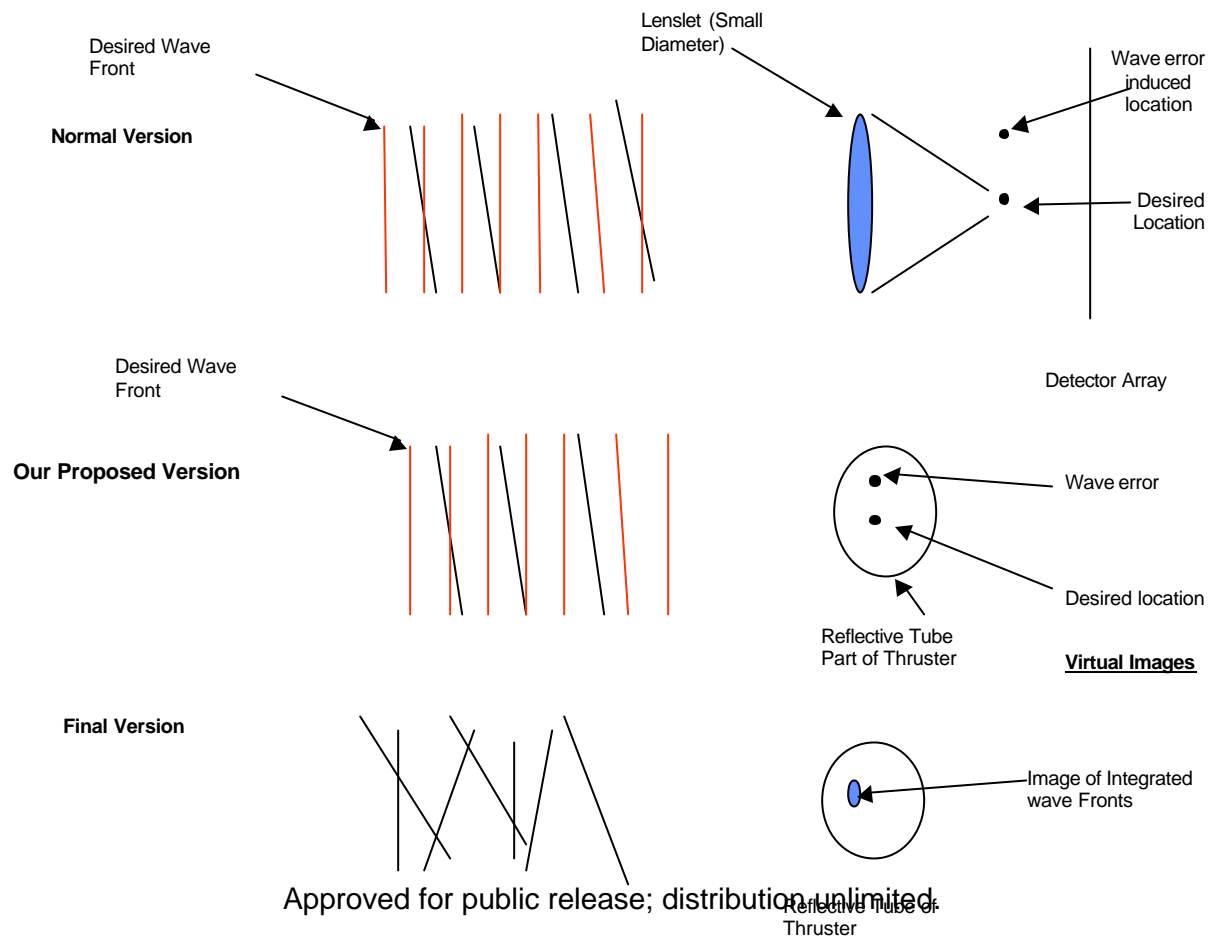 Desired Wave
Front
Normal Version
Lenslet (Small
Diameter)
Wave error
induced
location
Desired
Location
Detector Array
Desired Wave
Front
Our Proposed Version
Wave error
Desired location
Reflective Tube
Part of Thruster
Virtual Images
Final Version
Image of Integrated
wave Fronts
Approved for public release; distribution unlimited.
Reflective Tube of
Thruster